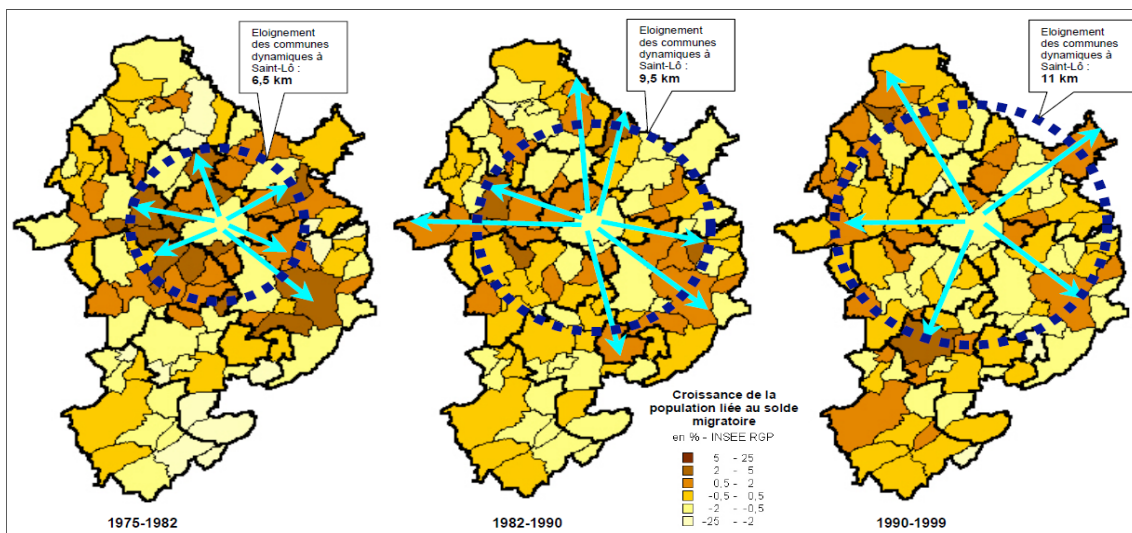 Eloignement
des communes
dynamiques à
Saint-Lô :
6,5 km
Eloignement
des communes
dynamiques à
Saint-Lô :
9,5 km
Eloignement
des communes
dynamiques à
Saint-Lô :
11 km
Croissance de la
population liée au solde
migratoire
en % - INSEE RGP
5 - 25
2 - 5
0,5 - 2
-0,5 - 0,5
-2 - -0,5
-25 - -2
1975-1982
1982-1990
1990-1999